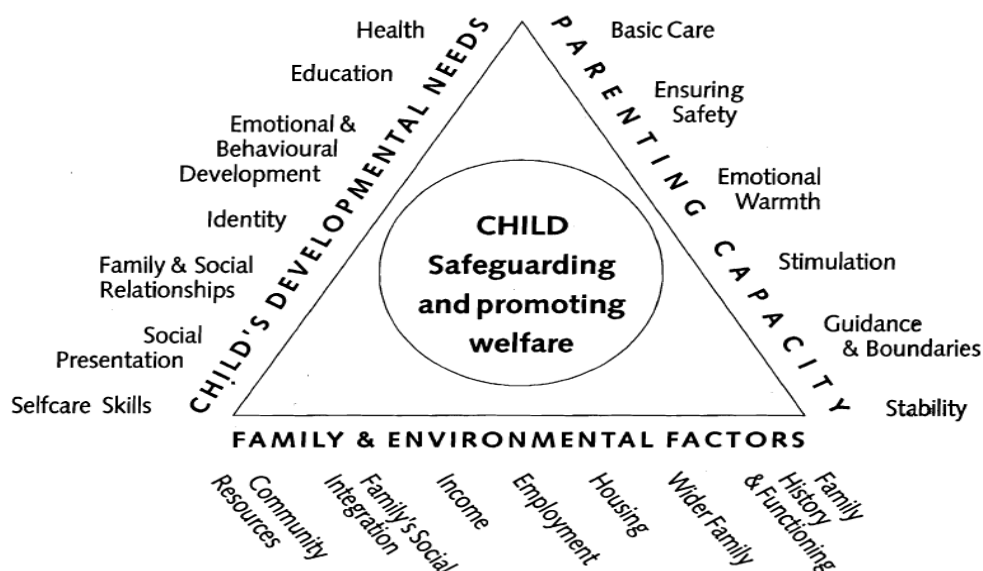 Health
Education
Emotional &
Behavioural
Development
Identity
Family & Social
Relationships
Social
Presentation
Selfcare Skills
CHILD'S DEVELOPMENTAL NEEDS
PARENTING CAPACITY
Basic Care
Ensuring
Safety
Emotional
Warmth
Stimulation
Guidance
& Boundaries
Stability
CHILD
Safeguarding
and promoting
welfare
FAMILY & ENVIRONMENTAL FACTORS
Community
Resources
Family's Social
Integration
Income
Employment
Housing
Wider Family
Family
History
& Functioning